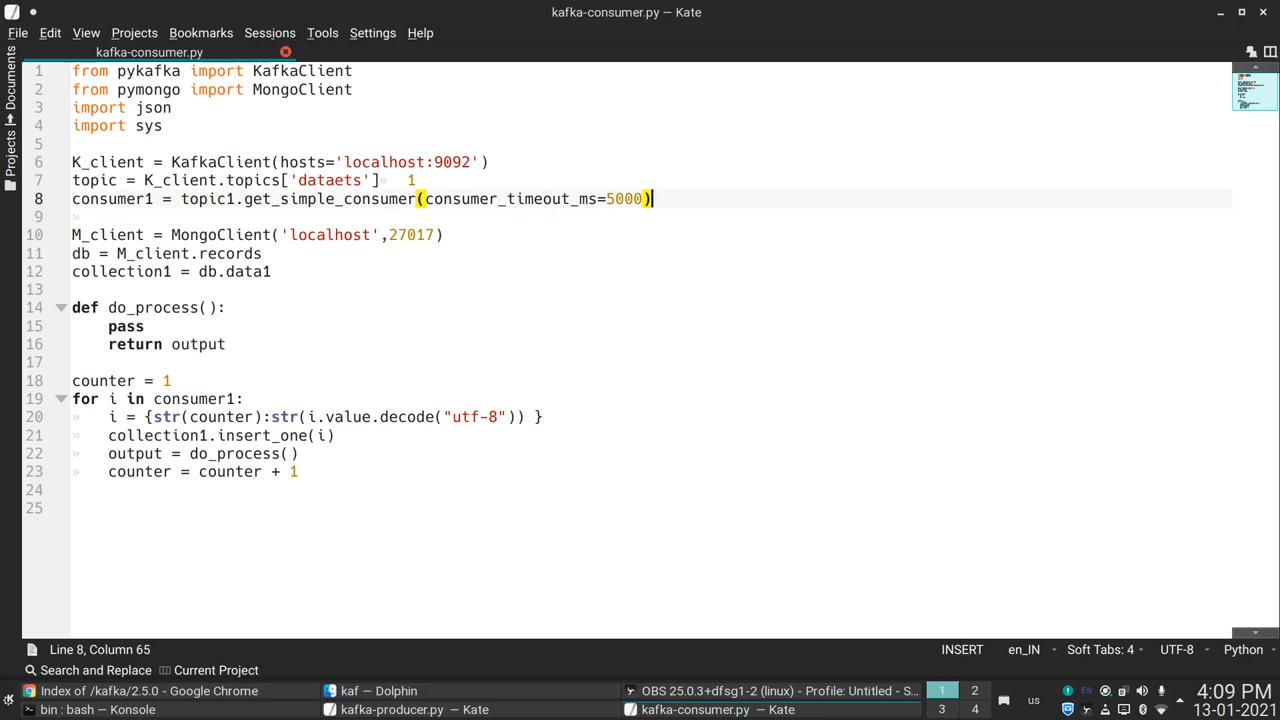 kafka-consumer.py — Kate
File Edit View Projects Bookmarks Sessions Tools Settings Help
kafka-consumer.py
Documents
Projects
1 from pykafka import KafkaClient
2 from pymongo import MongoClient
3 import json
4 import sys
5
6 K_client = KafkaClient(hosts='localhost:9092')
7 topic = K_client.topics['dataets']» 1
8 consumer1 = topic1.get_simple_consumer(consumer_timeout_ms=5000)
9 »
10 M_client = MongoClient('localhost',27017)
11 db = M_client.records
12 collection1 = db.data1
13
14 def do_process():
15 pass
16 return output
17
18 counter = 1
19 for i in consumer1:
20 » i = {str(counter):str(i.value.decode("utf-8")) }
21 » collection1.insert_one(i)
22 » output = do_process()
23 » counter = counter + 1
24
25
Line 8, Column 65 INSERT en_IN Soft Tabs: 4 UTF-8 Python
Search and Replace Current Project
Index of /kafka/2.5.0 - Google Chrome kaf — Dolphin OBS 25.0.3+dfsg1-2 (linux) - Profile: Untitled - S... 1 2
bin : bash — Konsole kafka-producer.py — Kate kafka-consumer.py — Kate 3 4
us EN
4:09 PM
13-01-2021